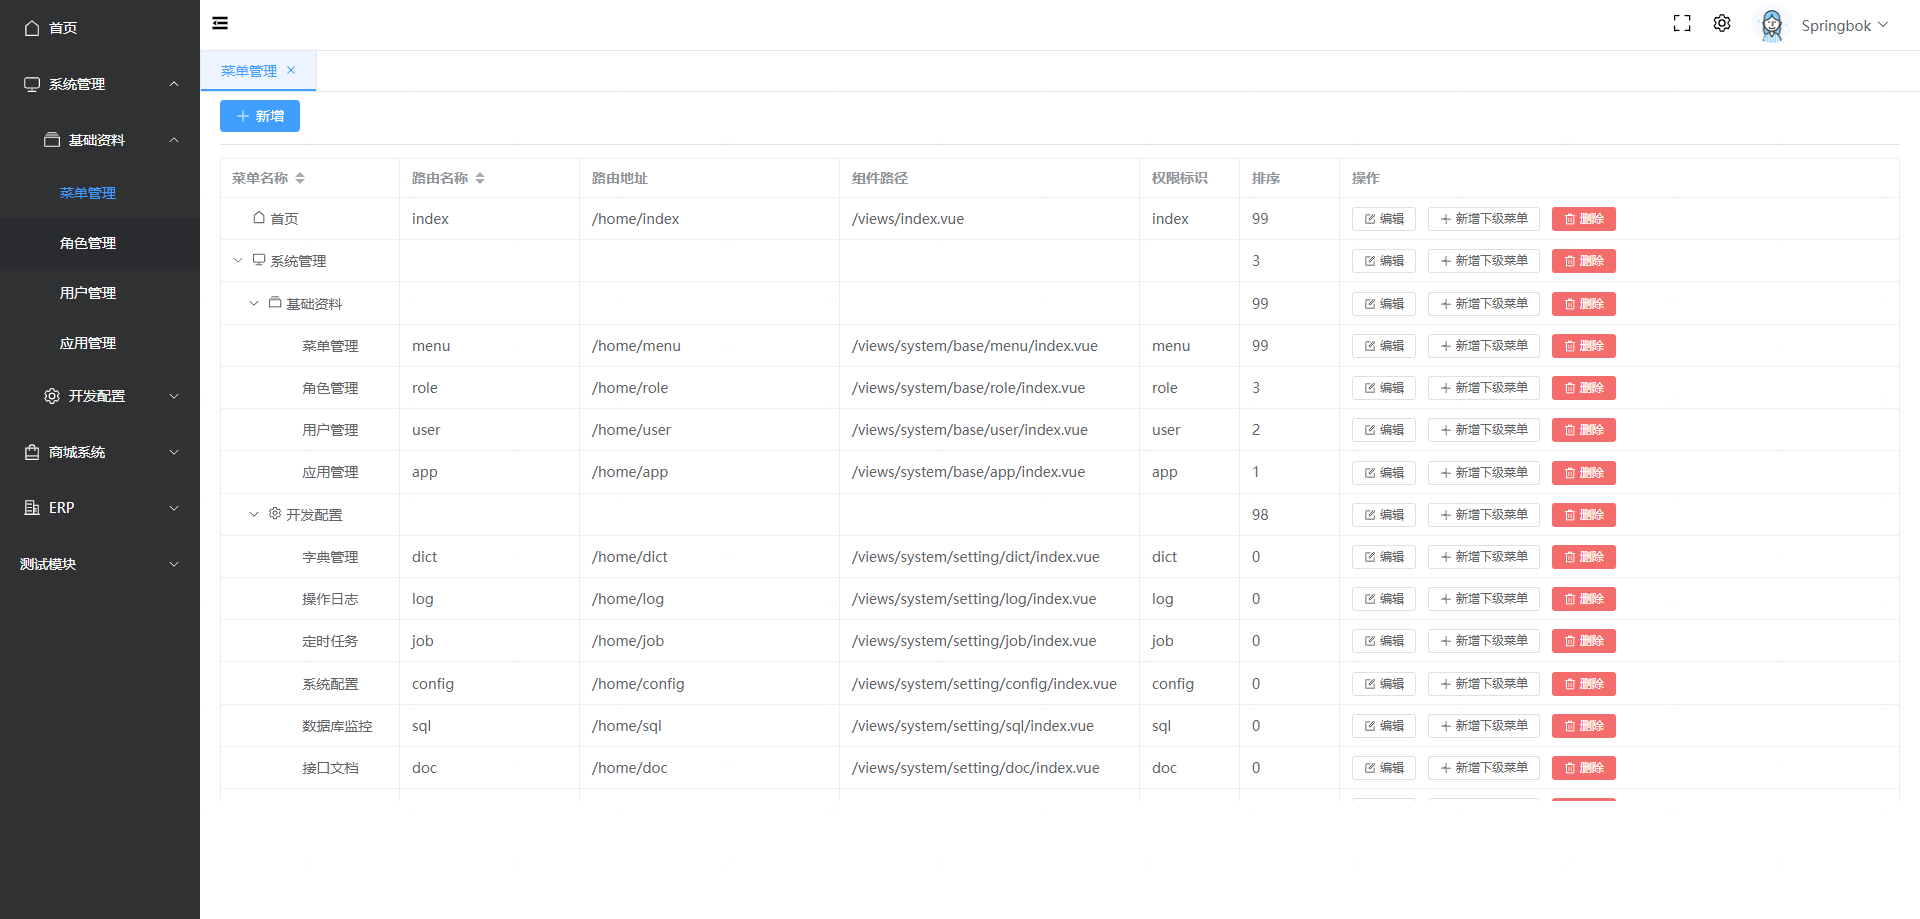 首页
系统管理
基础资料
菜单管理
角色管理
用户管理
应用管理
开发配置
商城系统
ERP
测试模块
Springbok
菜单管理
新增
菜单名称 路由名称 路由地址 组件路径 权限标识 排序 操作
首页 index /home/index /views/index.vue index 99 编辑 新增下级菜单 删除
系统管理 3 编辑 新增下级菜单 删除
基础资料 99 编辑 新增下级菜单 删除
菜单管理 menu /home/menu /views/system/base/menu/index.vue menu 99 编辑 新增下级菜单 删除
角色管理 role /home/role /views/system/base/role/index.vue role 3 编辑 新增下级菜单 删除
用户管理 user /home/user /views/system/base/user/index.vue user 2 编辑 新增下级菜单 删除
应用管理 app /home/app /views/system/base/app/index.vue app 1 编辑 新增下级菜单 删除
开发配置 98 编辑 新增下级菜单 删除
字典管理 dict /home/dict /views/system/setting/dict/index.vue dict 0 编辑 新增下级菜单 删除
操作日志 log /home/log /views/system/setting/log/index.vue log 0 编辑 新增下级菜单 删除
定时任务 job /home/job /views/system/setting/job/index.vue job 0 编辑 新增下级菜单 删除
系统配置 config /home/config /views/system/setting/config/index.vue config 0 编辑 新增下级菜单 删除
数据库监控 sql /home/sql /views/system/setting/sql/index.vue sql 0 编辑 新增下级菜单 删除
接口文档 doc /home/doc /views/system/setting/doc/index.vue doc 0 编辑 新增下级菜单 删除